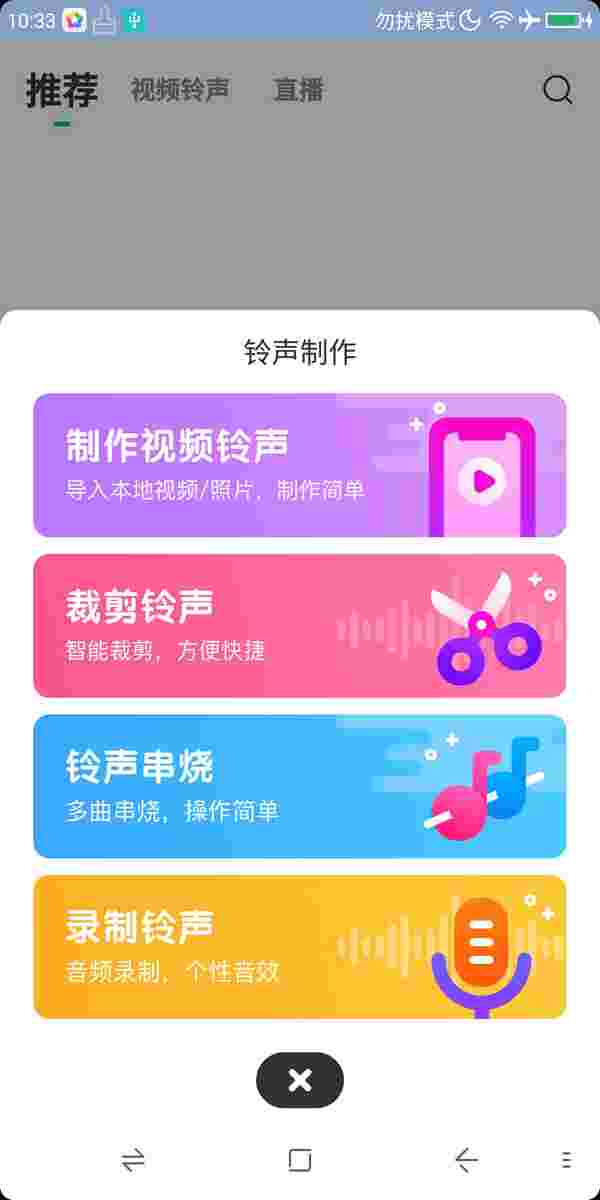 10:33 勿扰模式
推荐 视频铃声 直播
铃声制作
制作视频铃声
导入本地视频/照片，制作简单
裁剪铃声
智能裁剪，方便快捷
铃声串烧
多曲串烧，操作简单
录制铃声
音频录制，个性音效